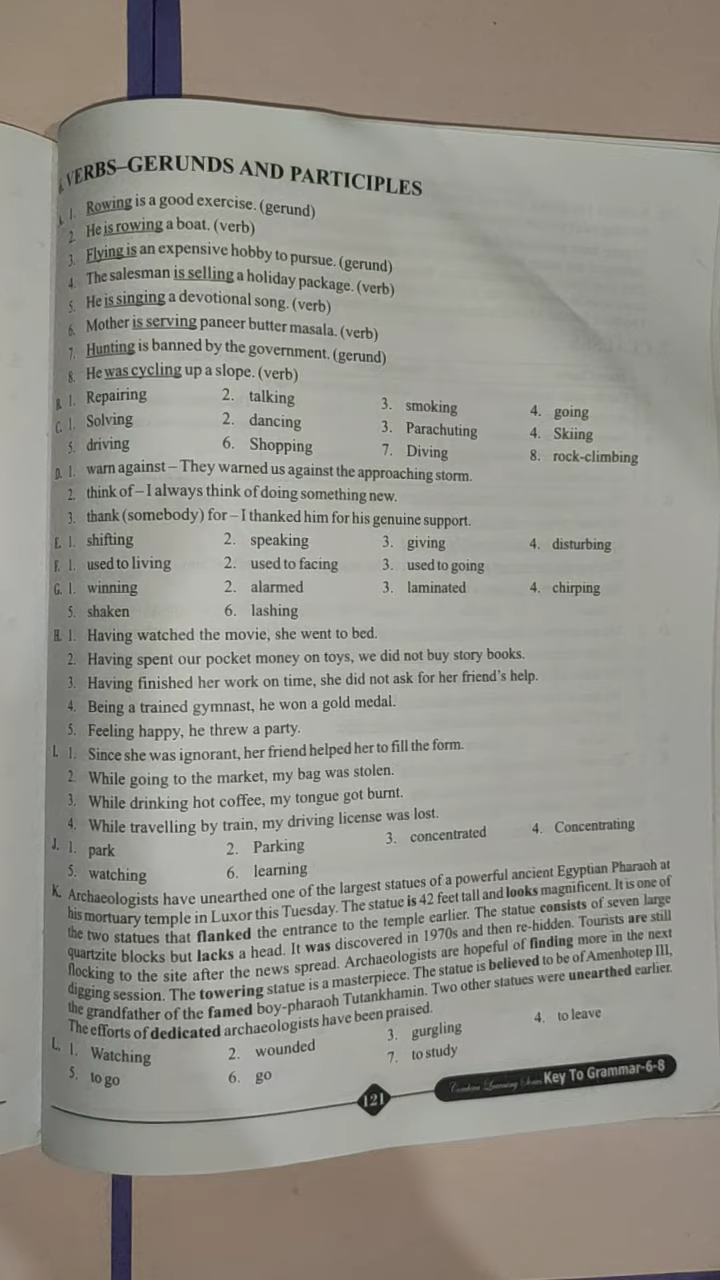 VERBS–GERUNDS AND PARTICIPLES
1. Rowing is a good exercise. (gerund)
2. He is rowing a boat. (verb)
3. Flying is an expensive hobby to pursue. (gerund)
4. The salesman is selling a holiday package. (verb)
5. He is singing a devotional song. (verb)
6. Mother is serving paneer butter masala. (verb)
7. Hunting is banned by the government. (gerund)
8. He was cycling up a slope. (verb)
B. 1. Repairing 2. talking 3. smoking 4. going
C. 1. Solving 2. dancing 3. Parachuting 4. Skiing
5. driving 6. Shopping 7. Diving 8. rock-climbing
D. 1. warn against – They warned us against the approaching storm.
2. think of – I always think of doing something new.
3. thank (somebody) for – I thanked him for his genuine support.
E. 1. shifting 2. speaking 3. giving 4. disturbing
F. 1. used to living 2. used to facing 3. used to going
G. 1. winning 2. alarmed 3. laminated 4. chirping
5. shaken 6. lashing
H. 1. Having watched the movie, she went to bed.
2. Having spent our pocket money on toys, we did not buy story books.
3. Having finished her work on time, she did not ask for her friend's help.
4. Being a trained gymnast, he won a gold medal.
5. Feeling happy, he threw a party.
I. 1. Since she was ignorant, her friend helped her to fill the form.
2. While going to the market, my bag was stolen.
3. While drinking hot coffee, my tongue got burnt.
4. While travelling by train, my driving license was lost.
J. 1. park 2. Parking 3. concentrated 4. Concentrating
5. watching 6. learning
K. Archaeologists have unearthed one of the largest statues of a powerful ancient Egyptian Pharaoh at
his mortuary temple in Luxor this Tuesday. The statue is 42 feet tall and looks magnificent. It is one of
the two statues that flanked the entrance to the temple earlier. The statue consists of seven large
quartzite blocks but lacks a head. It was discovered in 1970s and then re-hidden. Tourists are still
flocking to the site after the news spread. Archaeologists are hopeful of finding more in the next
digging session. The towering statue is a masterpiece. The statue is believed to be of Amenhotep III,
the grandfather of the famed boy-pharaoh Tutankhamin. Two other statues were unearthed earlier.
The efforts of dedicated archaeologists have been praised.
L. 1. Watching 2. wounded 3. gurgling 4. to leave
5. to go 6. go 7. to study
121 Learning Key To Grammar-6-8